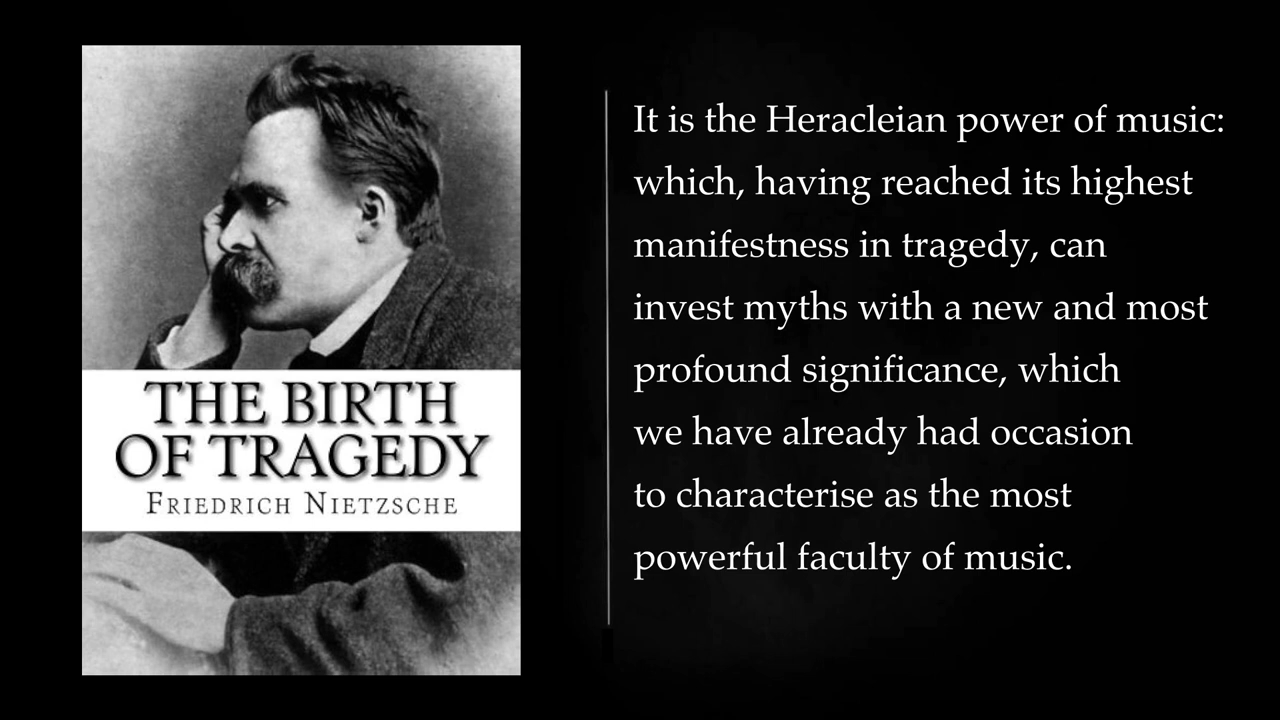 THE BIRTH
OF TRAGEDY
FRIEDRICH NIETZSCHE
It is the Heracleian power of music:
which, having reached its highest
manifestness in tragedy, can
invest myths with a new and most
profound significance, which
we have already had occasion
to characterise as the most
powerful faculty of music.